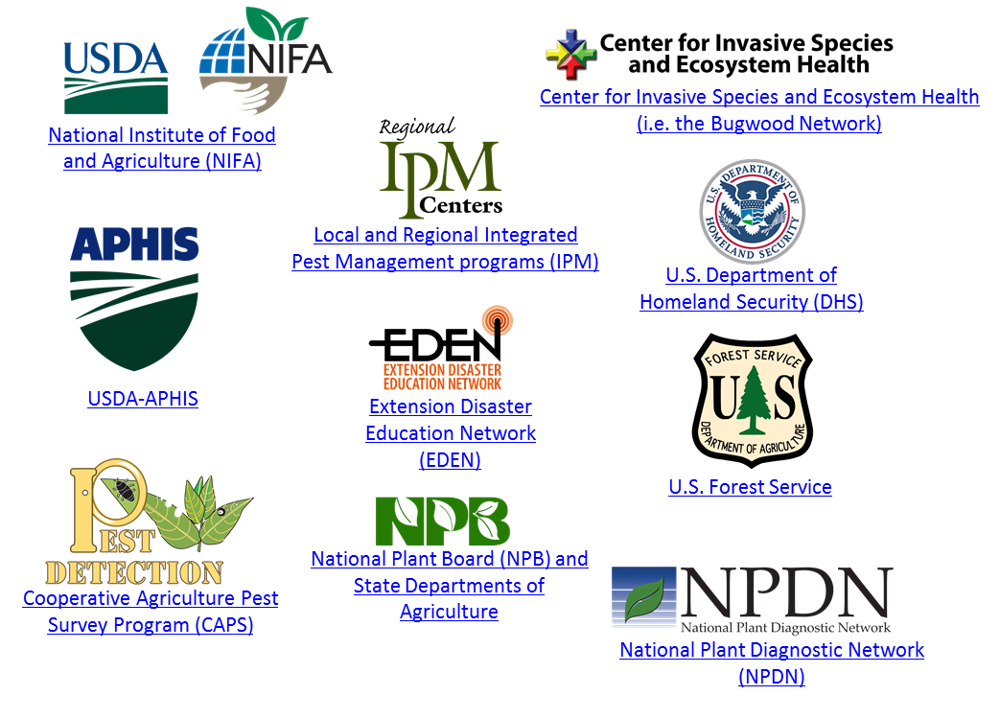 USDA
NIFA
National Institute of Food
and Agriculture (NIFA)
APHIS
USDA-APHIS
PEST
DETECTION
Cooperative Agriculture Pest
Survey Program (CAPS)
Regional
IPM
Centers
Local and Regional Integrated
Pest Management programs (IPM)
EDEN
EXTENSION DISASTER
EDUCATION NETWORK
Extension Disaster
Education Network
(EDEN)
NPB
National Plant Board (NPB) and
State Departments of
Agriculture
Center for Invasive Species
and Ecosystem Health
Center for Invasive Species and Ecosystem Health
(i.e. the Bugwood Network)
U.S. DEPARTMENT OF
HOMELAND SECURITY
U.S. Department of
Homeland Security (DHS)
FOREST SERVICE
U S
DEPARTMENT OF AGRICULTURE
U.S. Forest Service
NPDN
National Plant Diagnostic Network
National Plant Diagnostic Network
(NPDN)